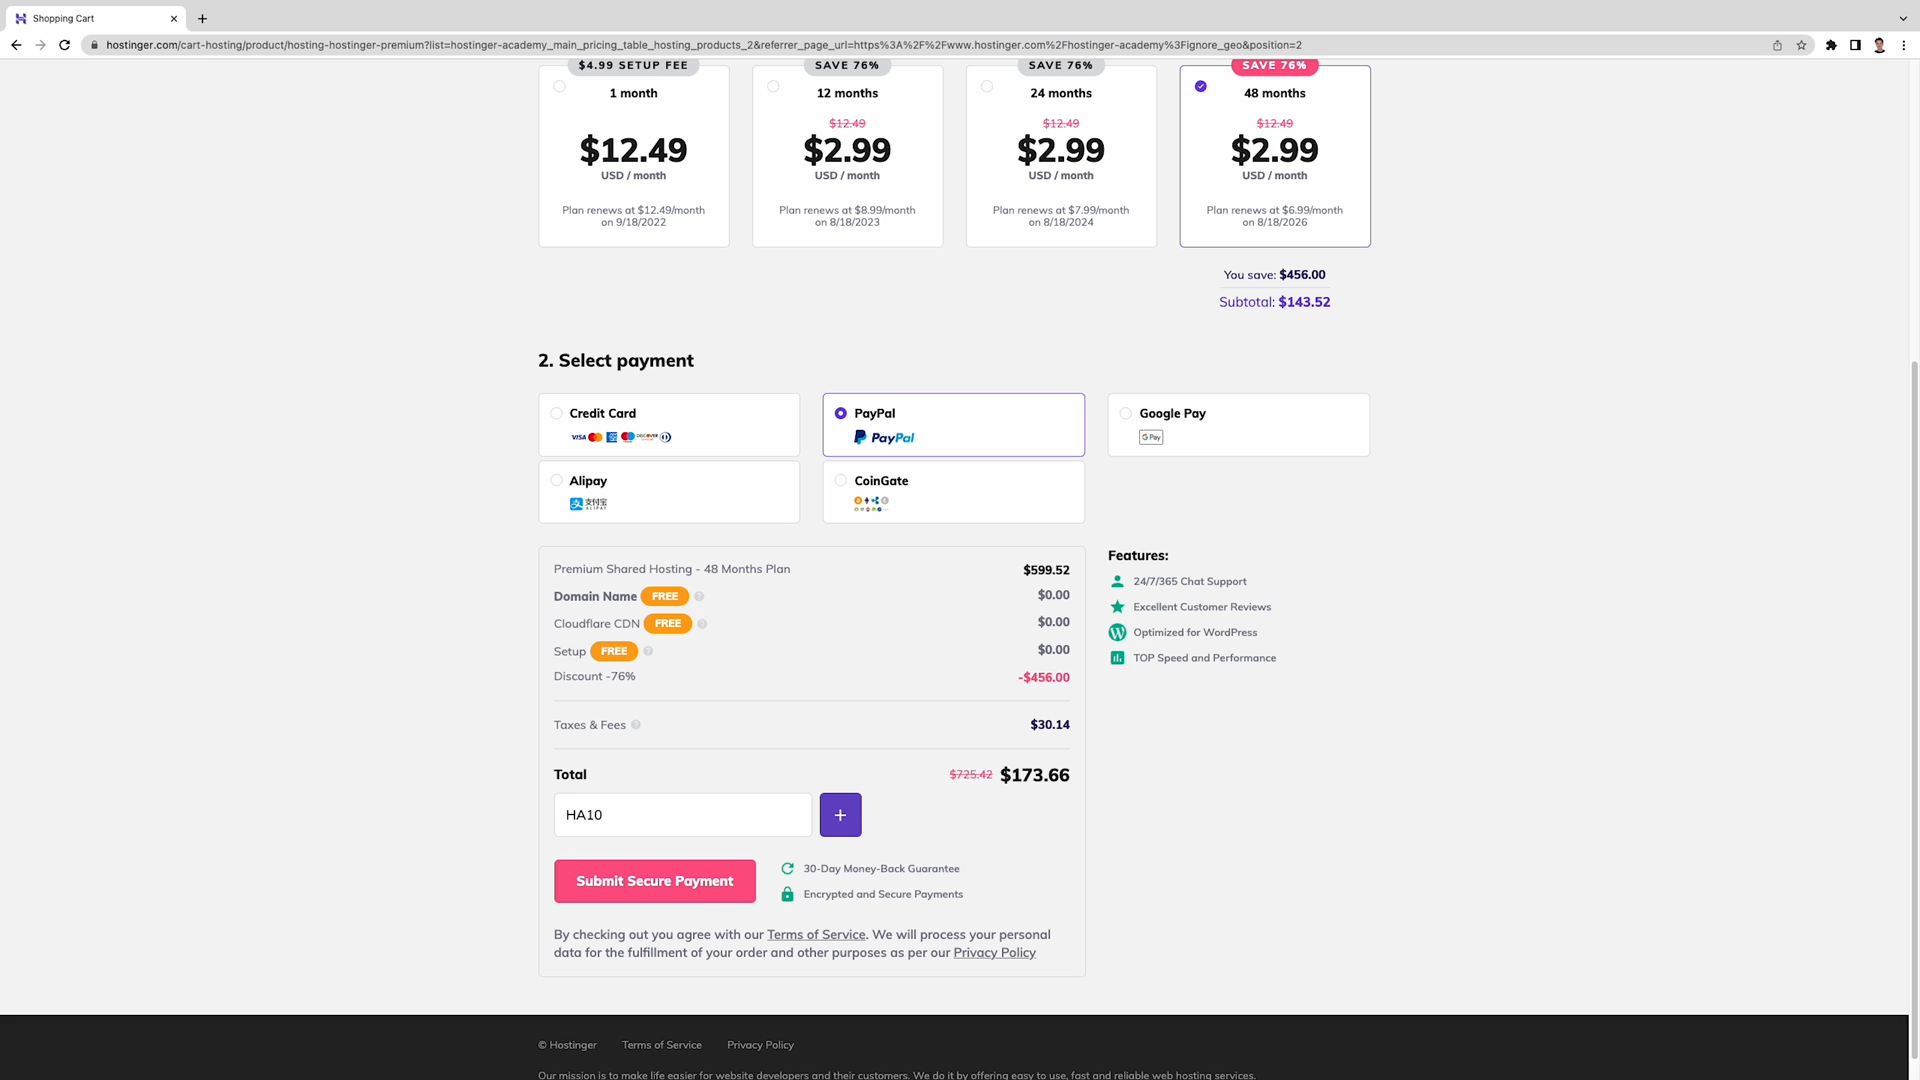 Shopping Cart
hostinger.com/cart-hosting/product/hosting-hostinger-premium?list=hostinger-academy_main_pricing_table_hosting_products_2&referrer_page_url=https%3A%2F%2Fwww.hostinger.com%2Fhostinger-academy%3Fignore_geo&position=2
$4.99 SETUP FEE
1 month
$12.49
USD / month
Plan renews at $12.49/month
on 9/18/2022
SAVE 76%
12 months
$12.49
$2.99
USD / month
Plan renews at $8.99/month
on 8/18/2023
SAVE 76%
24 months
$12.49
$2.99
USD / month
Plan renews at $7.99/month
on 8/18/2024
SAVE 76%
48 months
$12.49
$2.99
USD / month
Plan renews at $6.99/month
on 8/18/2026
You save: $456.00
Subtotal: $143.52
2. Select payment
Credit Card
VISA DISCOVER
PayPal
PayPal
Google Pay
G Pay
Alipay
支付宝
ALIPAY
CoinGate
Premium Shared Hosting - 48 Months Plan $599.52
Domain Name FREE $0.00
Cloudflare CDN FREE $0.00
Setup FREE $0.00
Discount -76% -$456.00
Taxes & Fees $30.14
Total $725.42 $173.66
HA10 +
Submit Secure Payment
30-Day Money-Back Guarantee
Encrypted and Secure Payments
By checking out you agree with our Terms of Service. We will process your personal
data for the fulfillment of your order and other purposes as per our Privacy Policy
Features:
24/7/365 Chat Support
Excellent Customer Reviews
Optimized for WordPress
TOP Speed and Performance
© Hostinger Terms of Service Privacy Policy
Our mission is to make life easier for website developers and their customers. We do it by offering easy to use, fast and reliable web hosting services.